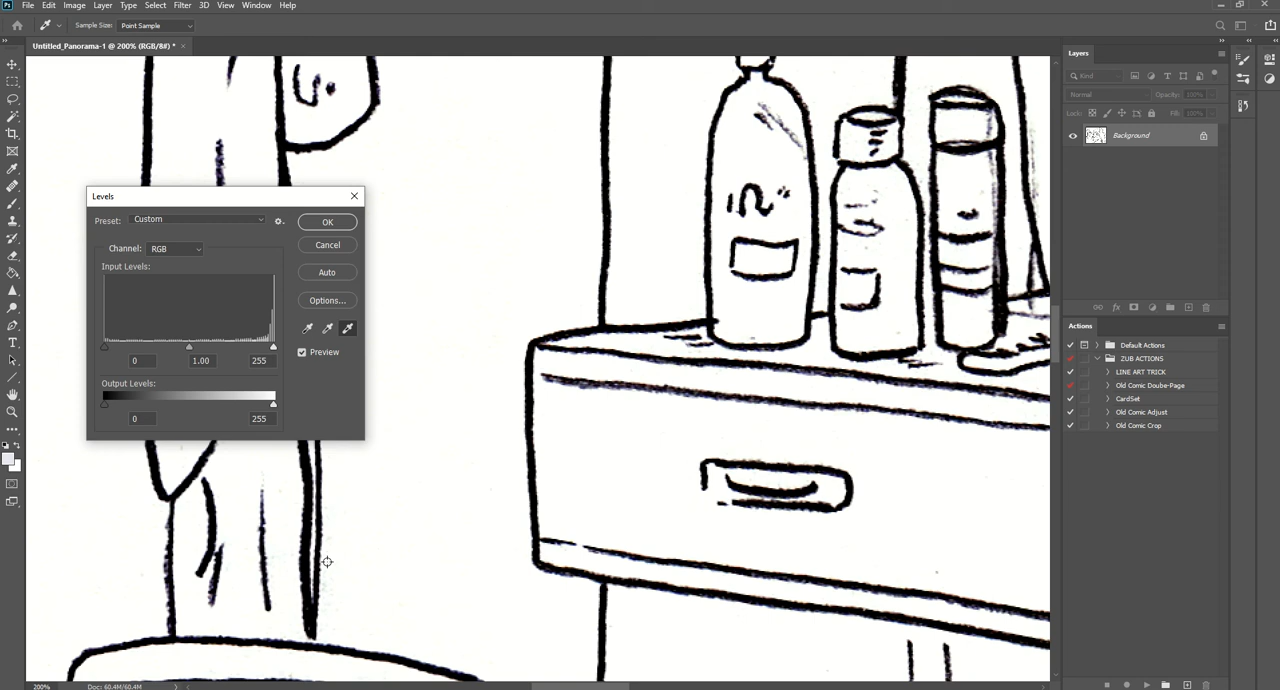 Ps File Edit Image Layer Type Select Filter 3D View Window Help
Sample Size: Point Sample
Untitled_Panorama-1 @ 200% (RGB/8#) *
Layers
Kind
Normal Opacity: 100%
Lock: Fill: 100%
Background
Levels
Preset: Custom OK
Channel: RGB Cancel
Input Levels: Auto
Options...
0 1.00 255 Preview
Output Levels:
0 255
Actions
Default Actions
ZUB ACTIONS
LINE ART TRICK
Old Comic Doube-Page
CardSet
Old Comic Adjust
Old Comic Crop
200% Doc: 60.4M/60.4M